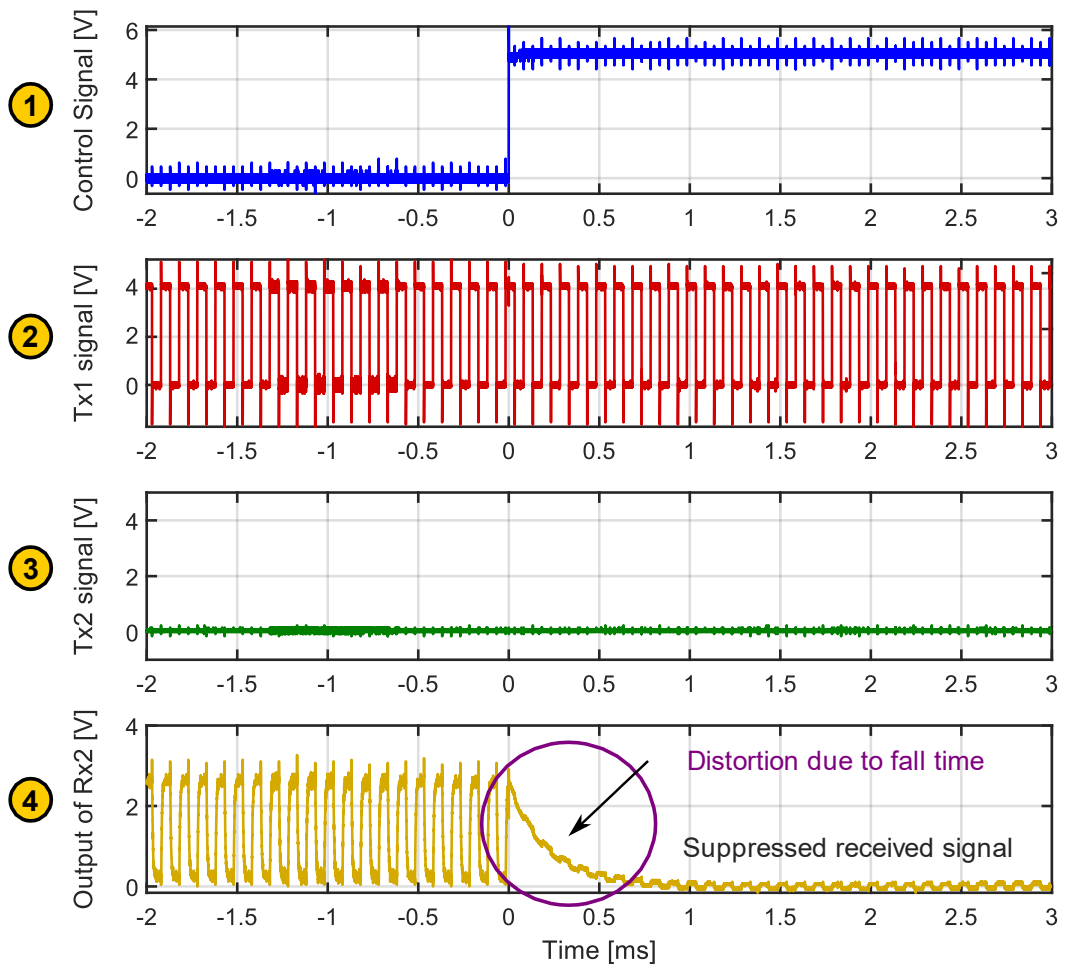 Control Signal [V]
1
6
4
2
0
-2 -1.5 -1 -0.5 0 0.5 1 1.5 2 2.5 3
Tx1 signal [V]
2
4
2
0
-2 -1.5 -1 -0.5 0 0.5 1 1.5 2 2.5 3
Tx2 signal [V]
3
4
2
0
-2 -1.5 -1 -0.5 0 0.5 1 1.5 2 2.5 3
Output of Rx2 [V]
4
4
2
0
Distortion due to fall time
Suppressed received signal
-2 -1.5 -1 -0.5 0 0.5 1 1.5 2 2.5 3
Time [ms]